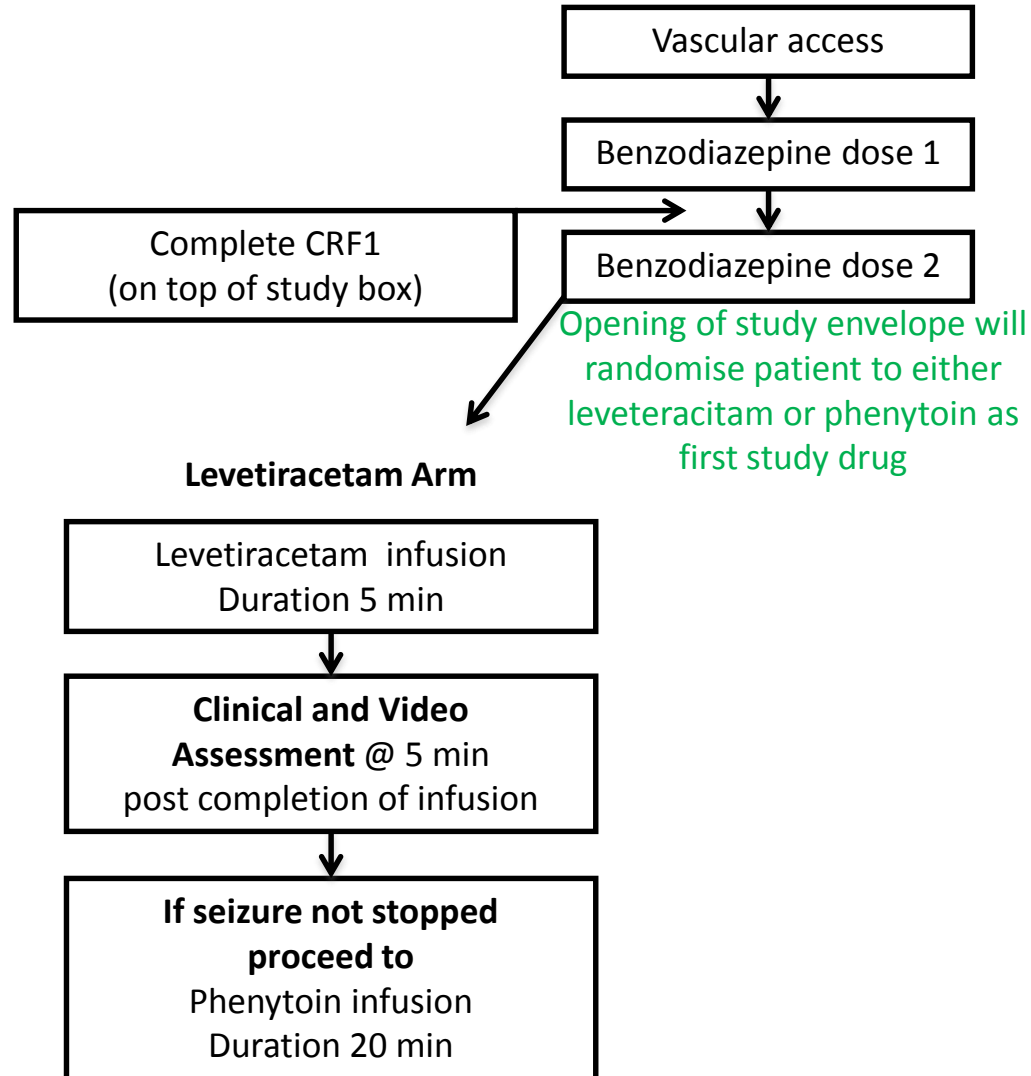 Vascular access
Benzodiazepine dose 1
Complete CRF1
(on top of study box)
Benzodiazepine dose 2
Opening of study envelope will
randomise patient to either
leveteracitam or phenytoin as
first study drug
Levetiracetam Arm
Levetiracetam infusion
Duration 5 min
Clinical and Video
Assessment @ 5 min
post completion of infusion
If seizure not stopped
proceed to
Phenytoin infusion
Duration 20 min